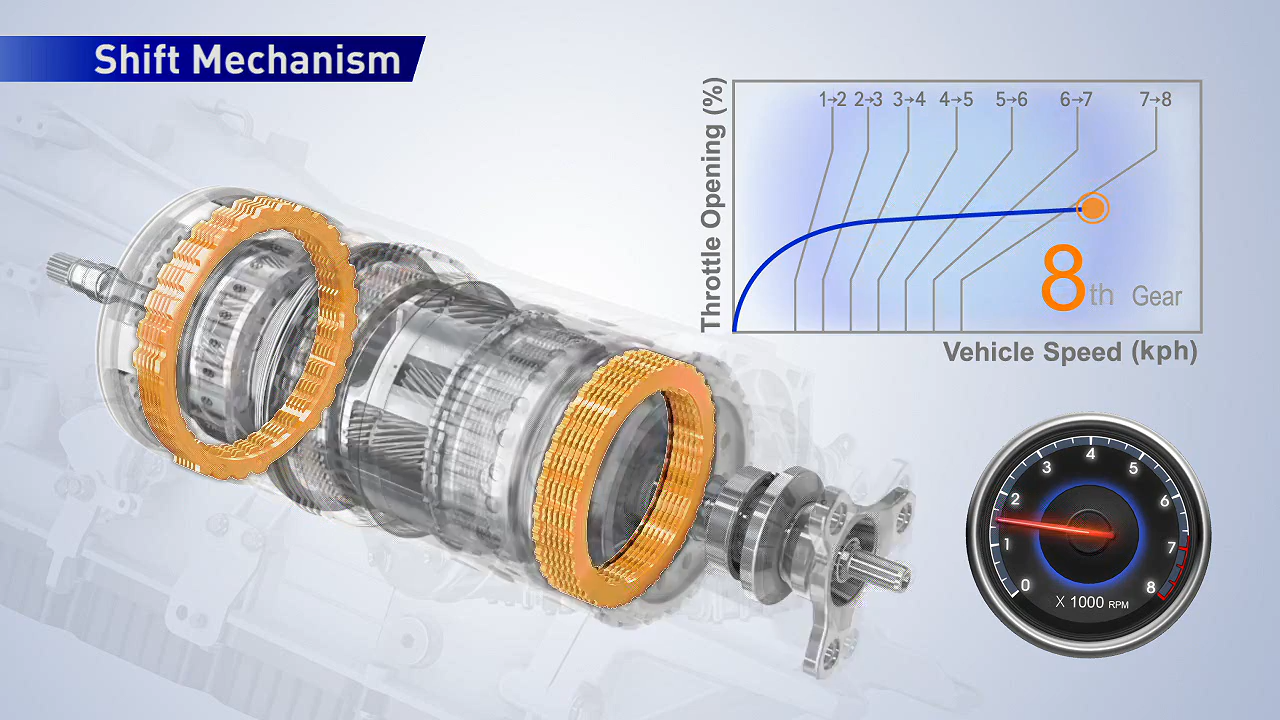 Shift Mechanism
Throttle Opening (%)
1→2 2→3 3→4 4→5 5→6 6→7 7→8
8th Gear
Vehicle Speed (kph)
0 1 2 3 4 5 6 7 8
X 1000 RPM